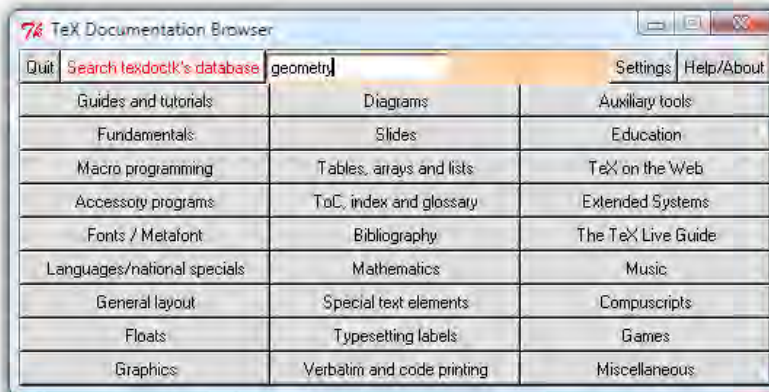 TeX Documentation Browser
Quit Search texdoctk's database geometry Settings Help/About
Guides and tutorials Diagrams Auxiliary tools
Fundamentals Slides Education
Macro programming Tables, arrays and lists TeX on the Web
Accessory programs ToC, index and glossary Extended Systems
Fonts / Metafont Bibliography The TeX Live Guide
Languages/national specials Mathematics Music
General layout Special text elements Compuscripts
Floats Typesetting labels Games
Graphics Verbatim and code printing Miscellaneous